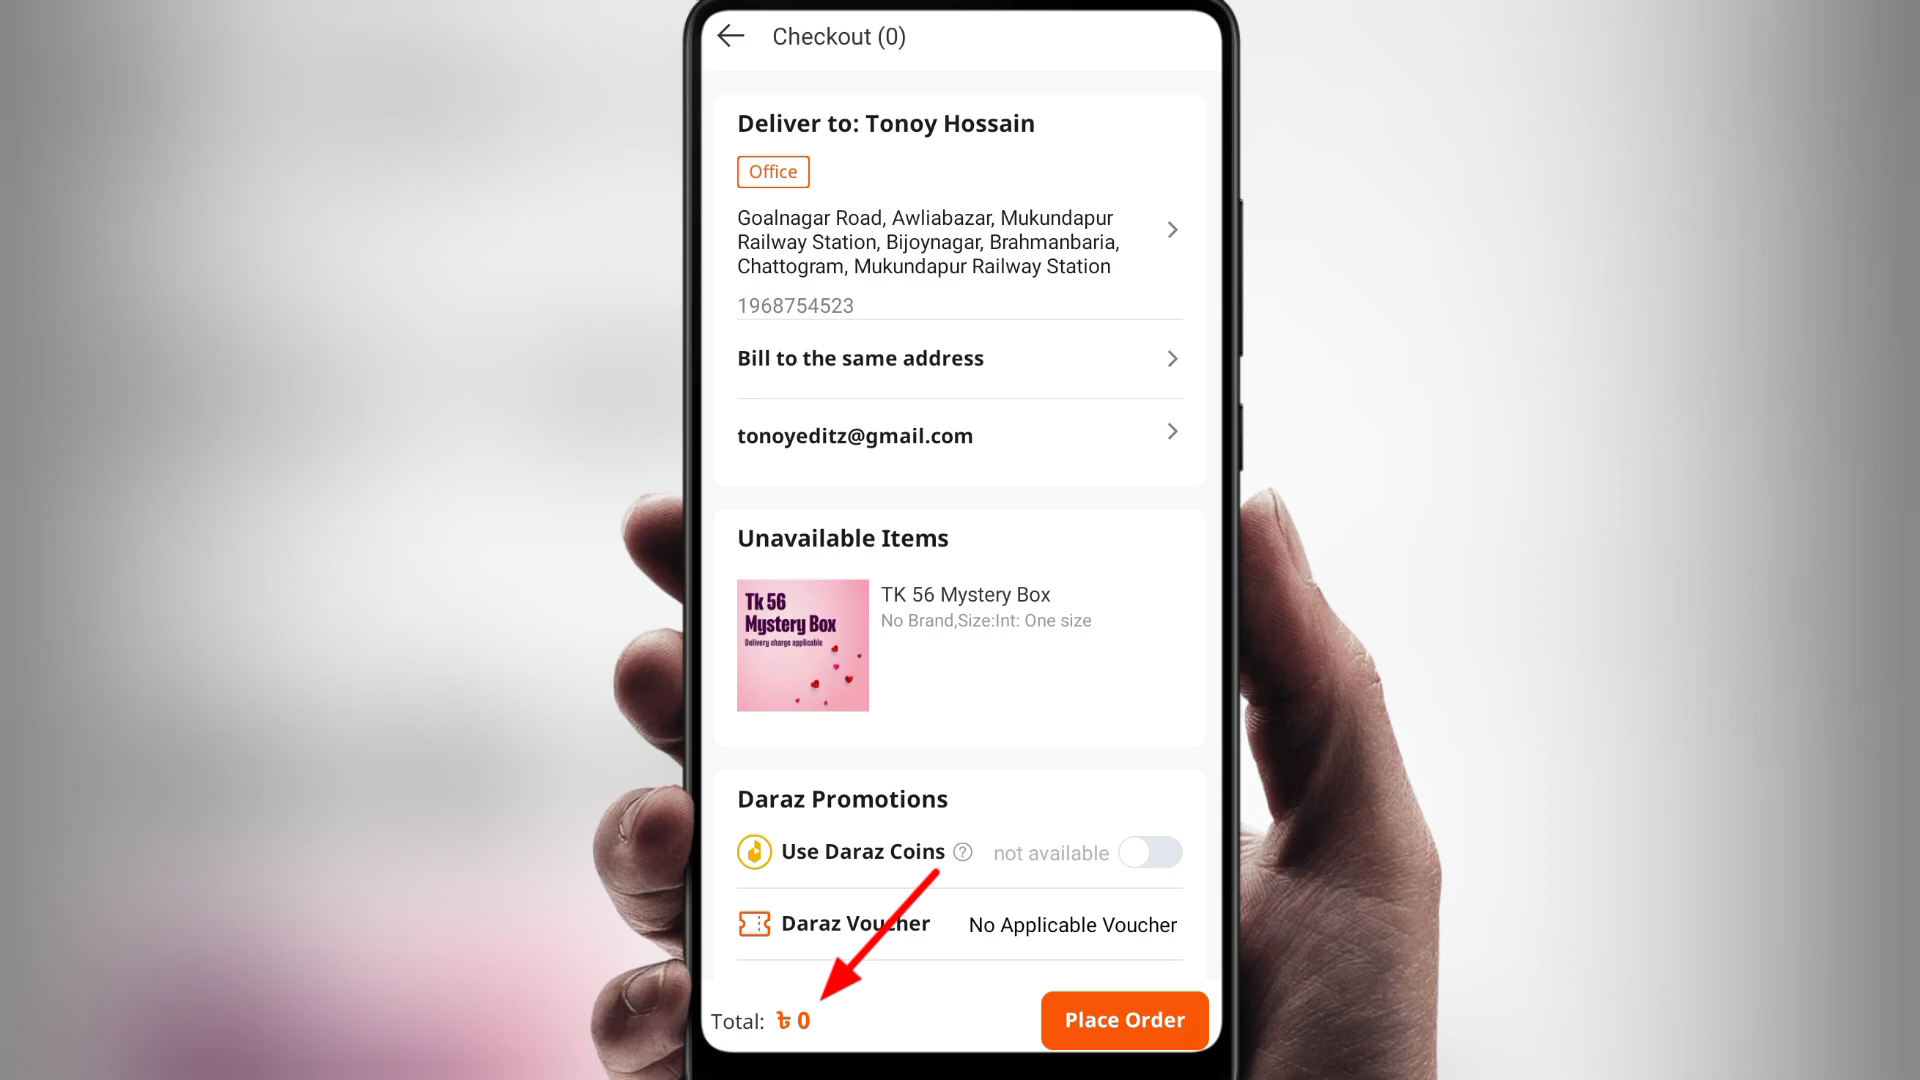 Checkout (0)
Deliver to: Tonoy Hossain
Office
Goalnagar Road, Awliabazar, Mukundapur
Railway Station, Bijoynagar, Brahmanbaria,
Chattogram, Mukundapur Railway Station
1968754523
Bill to the same address
tonoyeditz@gmail.com
Unavailable Items
Tk 56
Mystery Box
Delivery charge applicable
TK 56 Mystery Box
No Brand,Size:Int: One size
Daraz Promotions
Use Daraz Coins ? not available
Daraz Voucher No Applicable Voucher
Total: ৳ 0
Place Order